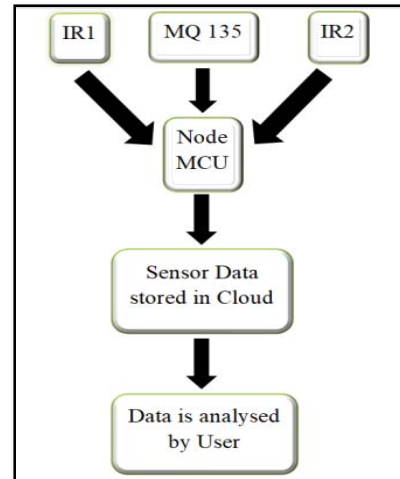 IR1
MQ 135
IR2
Node
MCU
Sensor Data
stored in Cloud
Data is analysed
by User